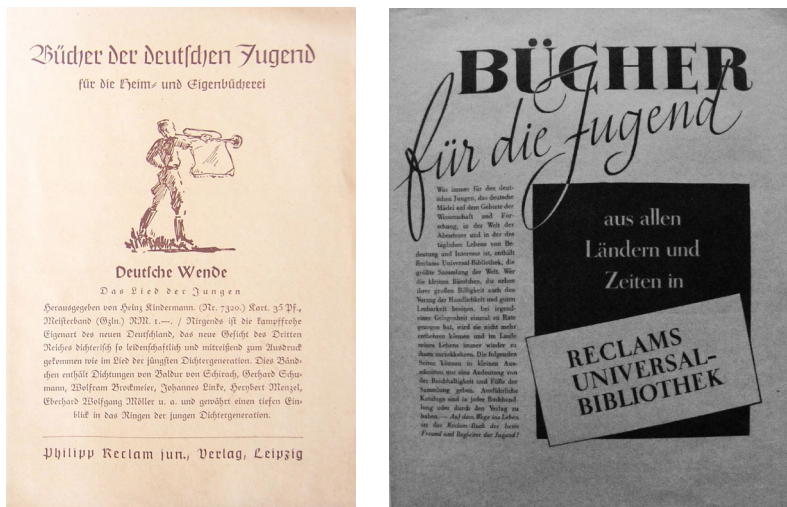 Bücher der deutschen Jugend
für die Heim- und Eigenbücherei
Deutsche Wende
Das Lied der Jungen
Herausgegeben von Heinz Kindermann. (Nr. 7320.) Kart. 35 Pf.,
Meisterband (Gzln.) RM. 1.—. / Nirgends ist die kampffrohe
Eigenart des neuen Deutschland, das neue Gesicht des Dritten
Reiches dichterisch so leidenschaftlich und mitreißend zum Ausdruck
gekommen wie im Lied der jüngsten Dichtergeneration. Dies Bänd-
chen enthält Dichtungen von Baldur von Schirach, Gerhard Schu-
mann, Wolfram Brockmeier, Johannes Linke, Herybert Menzel,
Eberhard Wolfgang Möller u. a. und gewährt einen tiefen Ein-
blick in das Ringen der jungen Dichtergeneration.
Philipp Reclam jun., Verlag, Leipzig
BÜCHER
für die Jugend
Was immer für den deut-
schen Jungen, das deutsche
Mädel auf dem Gebiete der
Wissenschaft und For-
schung, in der Welt der
Abenteuer und in der des
täglichen Lebens von Be-
deutung und Interesse ist, enthält
Reclams Universal-Bibliothek, die
größte Sammlung der Welt. Wer
die kleinen Bändchen, die neben
ihrer großen Billigkeit auch den
Vorzug der Handlichkeit und guten
Lesbarkeit besitzen, bei irgend-
einer Gelegenheit einmal zu Rate
gezogen hat, wird sie nicht mehr
entbehren können und im Laufe
seines Lebens immer wieder zu
ihnen zurückkehren. Die folgenden
Seiten können in kleinen Aus-
schnitten nur eine Andeutung von
der Reichhaltigkeit und Fülle der
Sammlung geben. Ausführliche
Kataloge sind in jeder Buchhand-
lung oder durch den Verlag zu
haben. — Auf dem Wege ins Leben
ist das Reclam-Buch der beste
Freund und Begleiter der Jugend!
aus allen
Ländern und
Zeiten in
RECLAMS
UNIVERSAL-
BIBLIOTHEK